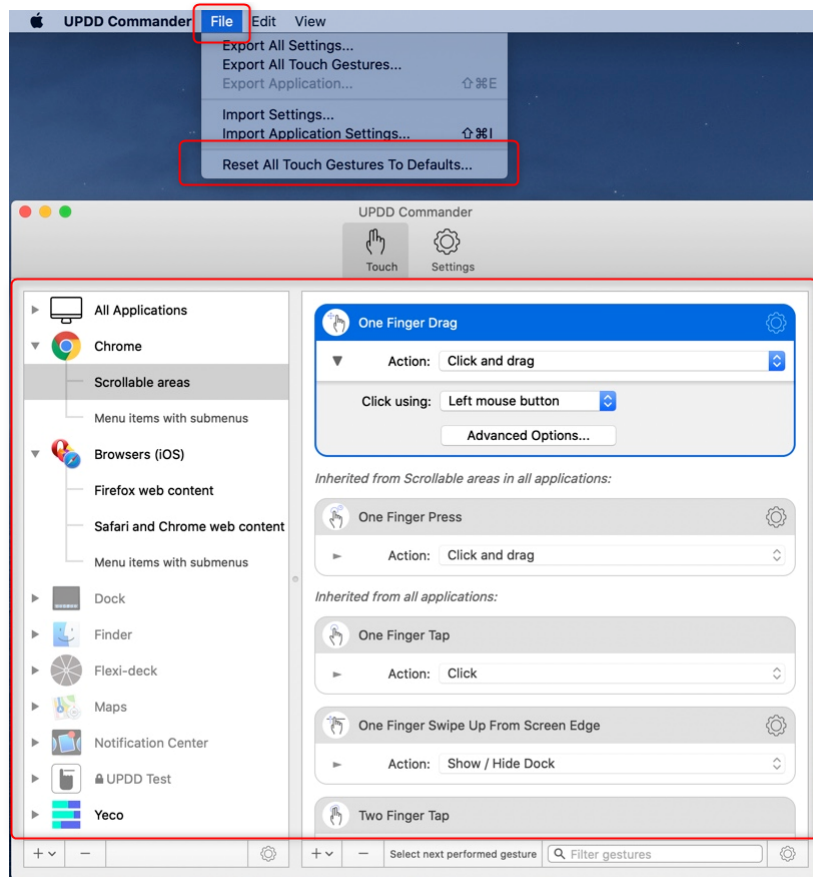 UPDD Commander File Edit View
Export All Settings...
Export All Touch Gestures...
Export Application... ⇧⌘E
Import Settings...
Import Application Settings... ⇧⌘I
Reset All Touch Gestures To Defaults...
UPDD Commander
Touch Settings
All Applications
Chrome
Scrollable areas
Menu items with submenus
Browsers (iOS)
Firefox web content
Safari and Chrome web content
Menu items with submenus
Dock
Finder
Flexi-deck
Maps
Notification Center
UPDD Test
Yeco
One Finger Drag
Action: Click and drag
Click using: Left mouse button
Advanced Options...
Inherited from Scrollable areas in all applications:
One Finger Press
Action: Click and drag
Inherited from all applications:
One Finger Tap
Action: Click
One Finger Swipe Up From Screen Edge
Action: Show / Hide Dock
Two Finger Tap
Select next performed gesture Filter gestures